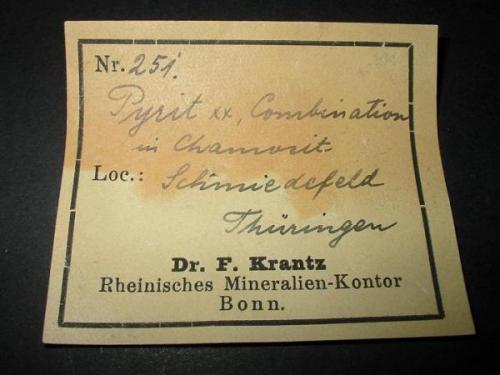 Nr. 251.
Pyrit xx, Combination
in Chamosit.
Loc.: Schmiedefeld
Thüringen
Dr. F. Krantz
Rheinisches Mineralien-Kontor
Bonn.